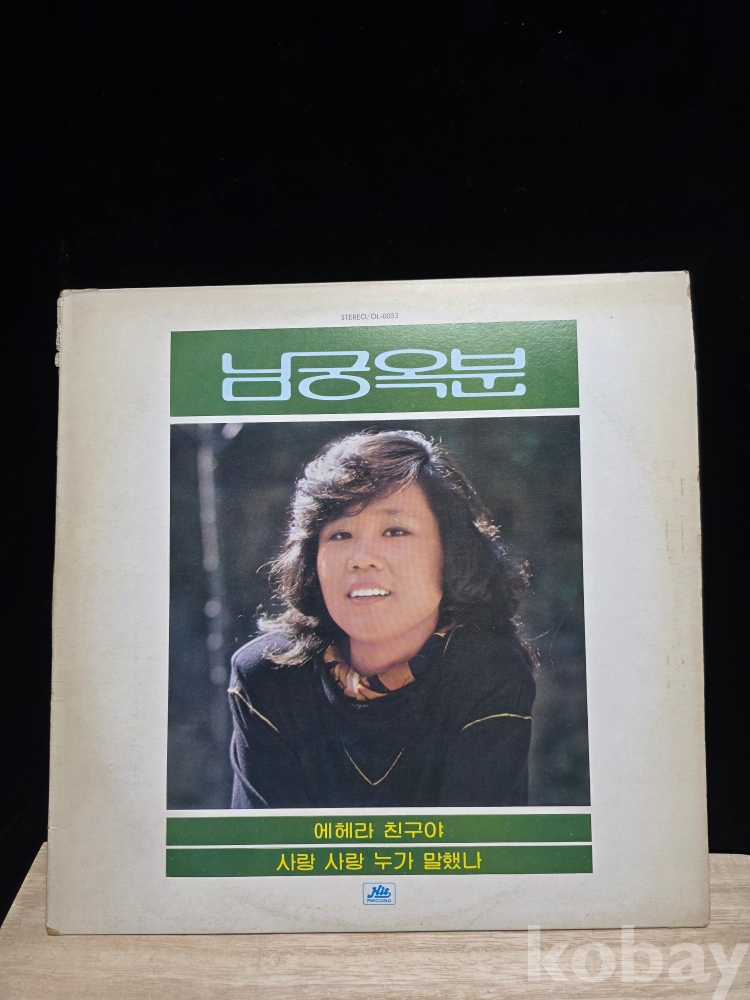 STEREO/OL-0052
남궁옥분
에헤라 친구야
사랑 사랑 누가 말했나
Hit
RECORD
kobay